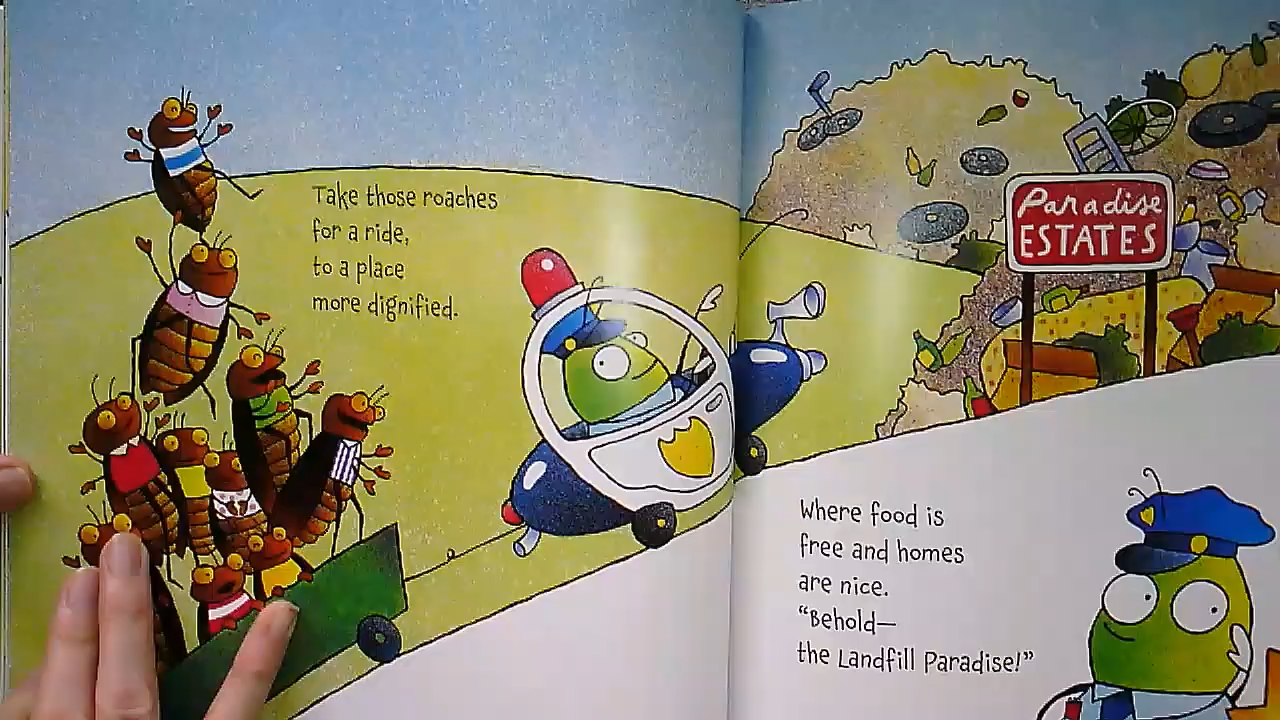 Take those roaches
for a ride,
to a place
more dignified.
Paradise
ESTATES
Where food is
free and homes
are nice.
“Behold—
the Landfill Paradise!”